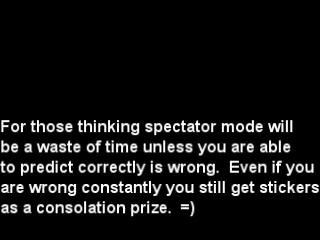 For those thinking spectator mode will
be a waste of time unless you are able
to predict correctly is wrong.  Even if you
are wrong constantly you still get stickers
as a consolation prize.  =)